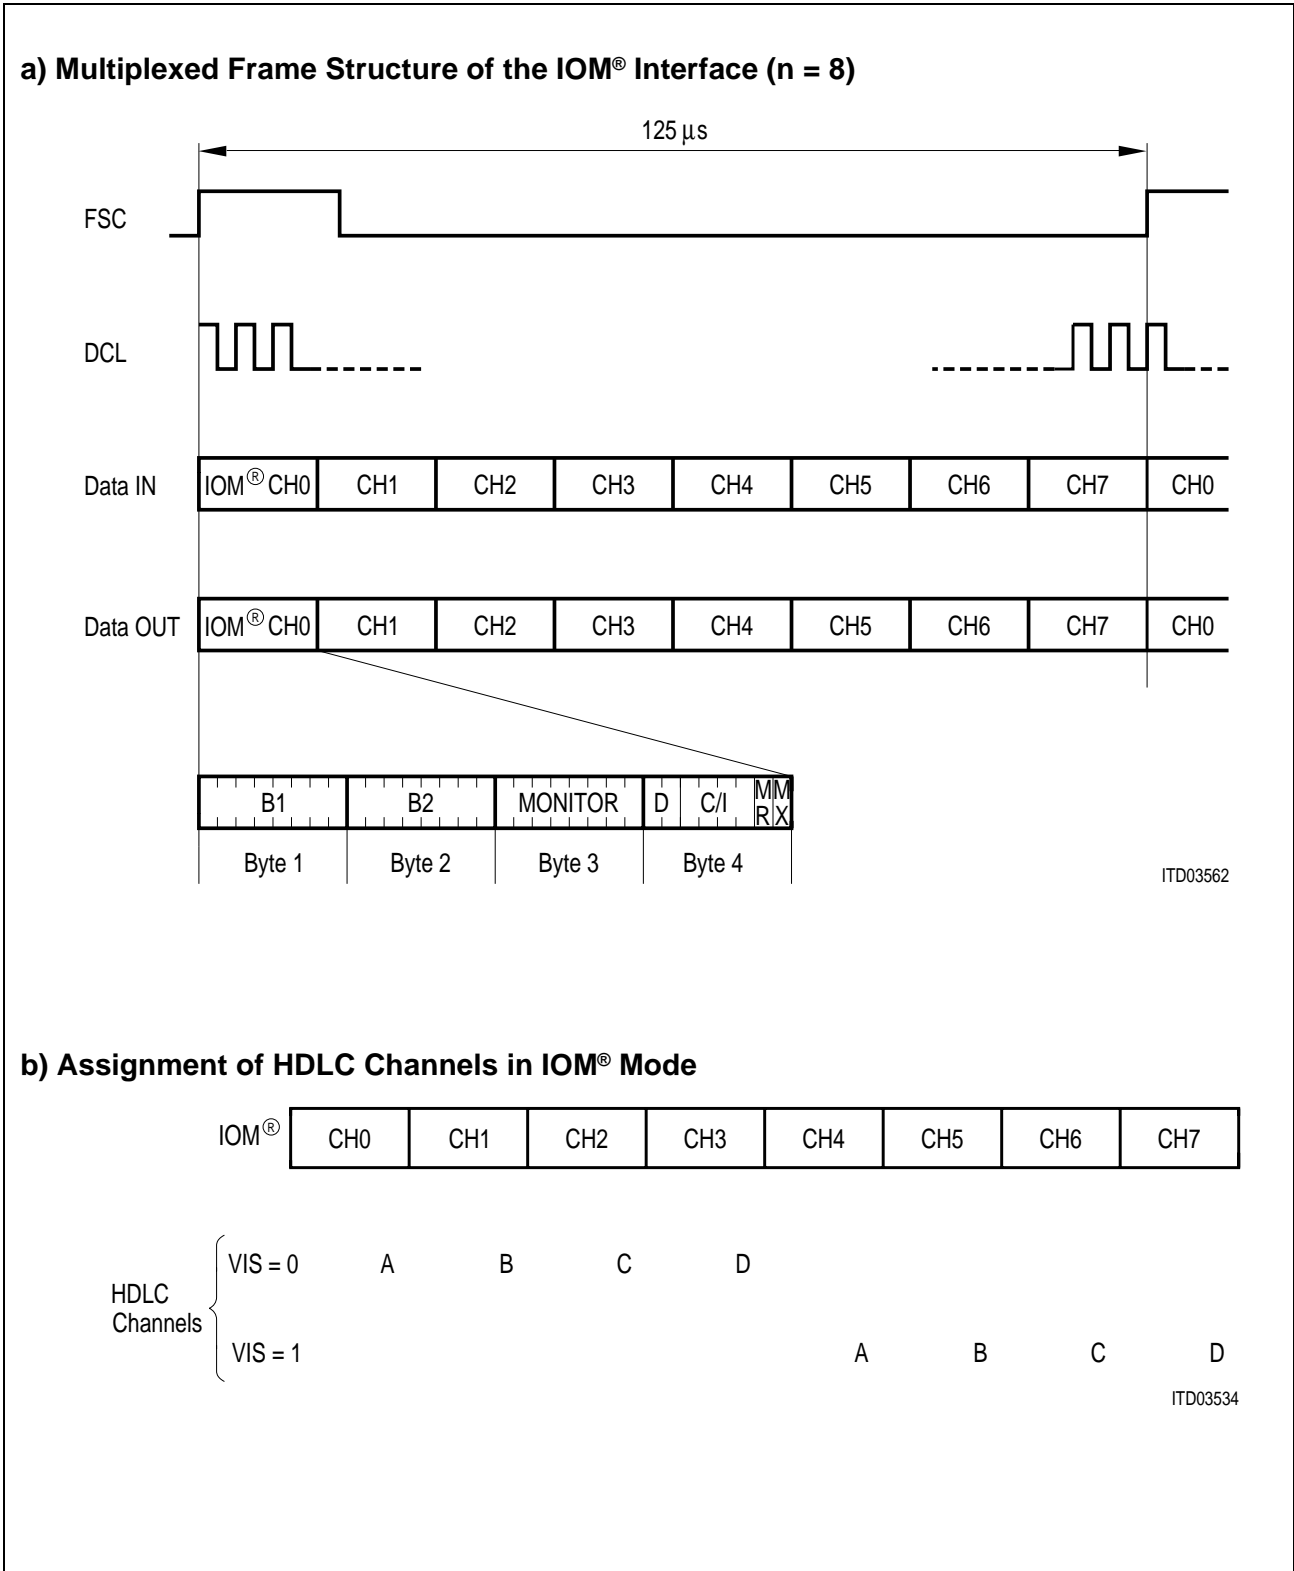 a) Multiplexed Frame Structure of the IOM® Interface (n = 8)
125 µs
FSC
DCL
Data IN IOM® CH0 CH1 CH2 CH3 CH4 CH5 CH6 CH7 CH0
Data OUT IOM® CH0 CH1 CH2 CH3 CH4 CH5 CH6 CH7 CH0
B1 B2 MONITOR D C/I MR MX
Byte 1 Byte 2 Byte 3 Byte 4
ITD03562
b) Assignment of HDLC Channels in IOM® Mode
IOM® CH0 CH1 CH2 CH3 CH4 CH5 CH6 CH7
HDLC Channels
VIS = 0 A B C D
VIS = 1 A B C D
ITD03534